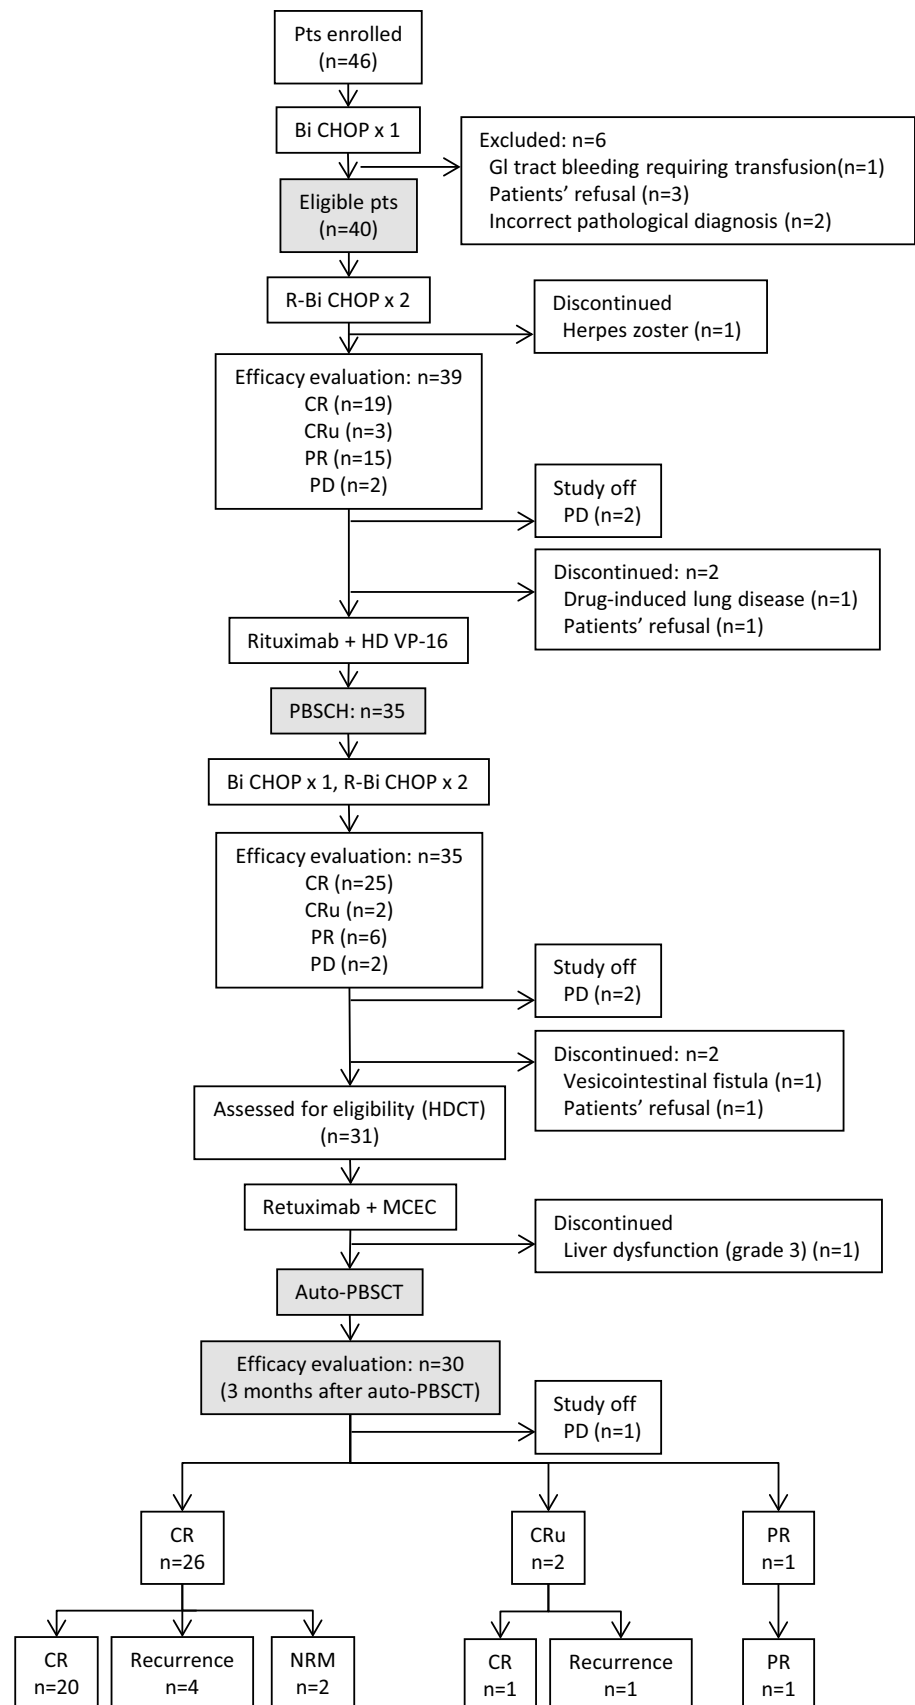 Pts enrolled
(n=46)
Bi CHOP x 1
Excluded: n=6
GI tract bleeding requiring transfusion(n=1)
Patients' refusal (n=3)
Incorrect pathological diagnosis (n=2)
Eligible pts
(n=40)
R-Bi CHOP x 2
Discontinued
Herpes zoster (n=1)
Efficacy evaluation: n=39
CR (n=19)
CRu (n=3)
PR (n=15)
PD (n=2)
Study off
PD (n=2)
Discontinued: n=2
Drug-induced lung disease (n=1)
Patients' refusal (n=1)
Rituximab + HD VP-16
PBSCH: n=35
Bi CHOP x 1, R-Bi CHOP x 2
Efficacy evaluation: n=35
CR (n=25)
CRu (n=2)
PR (n=6)
PD (n=2)
Study off
PD (n=2)
Discontinued: n=2
Vesicointestinal fistula (n=1)
Patients' refusal (n=1)
Assessed for eligibility (HDCT)
(n=31)
Retuximab + MCEC
Discontinued
Liver dysfunction (grade 3) (n=1)
Auto-PBSCT
Efficacy evaluation: n=30
(3 months after auto-PBSCT)
Study off
PD (n=1)
CR
n=26
CRu
n=2
PR
n=1
CR
n=20
Recurrence
n=4
NRM
n=2
CR
n=1
Recurrence
n=1
PR
n=1